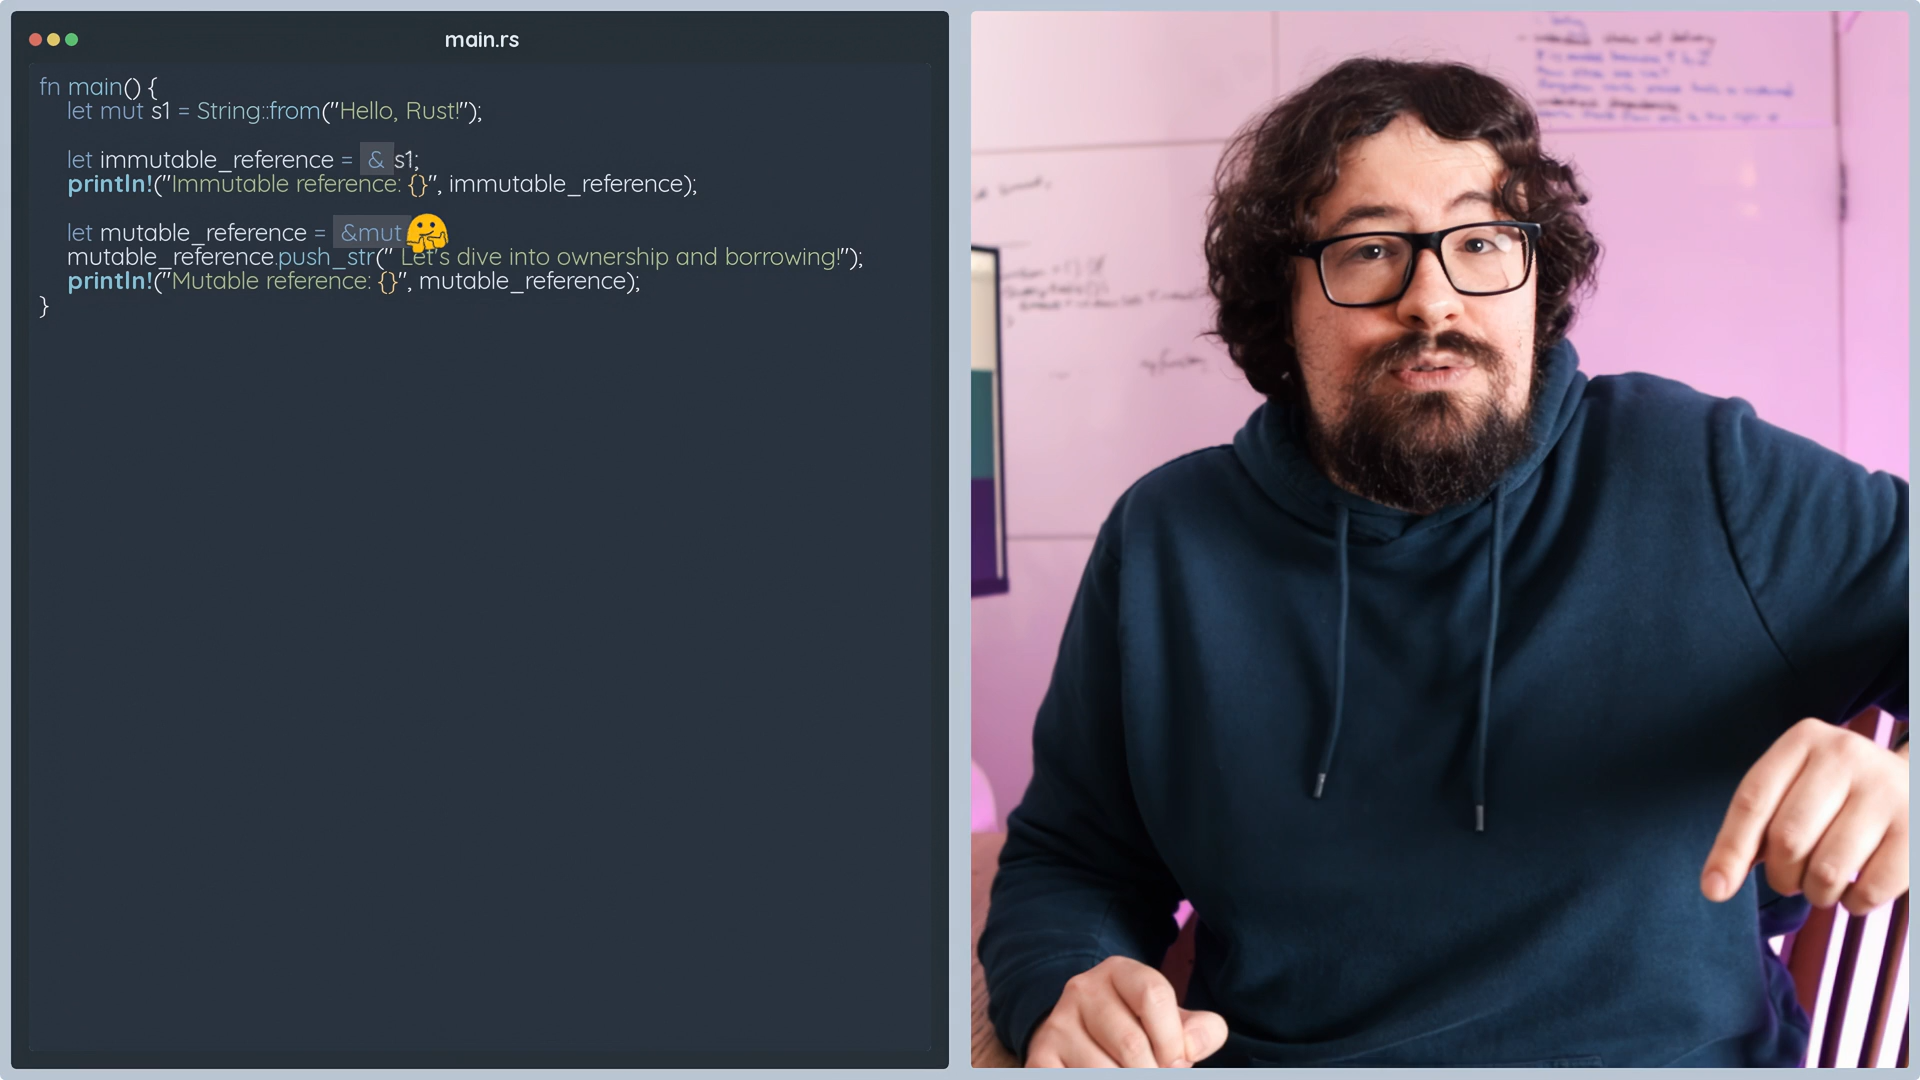 main.rs
fn main() {
let mut s1 = String::from("Hello, Rust!");
let immutable_reference = & s1;
println!("Immutable reference: {}", immutable_reference);
let mutable_reference = &mut
mutable_reference.push_str(" Let's dive into ownership and borrowing!");
println!("Mutable reference: {}", mutable_reference);
}